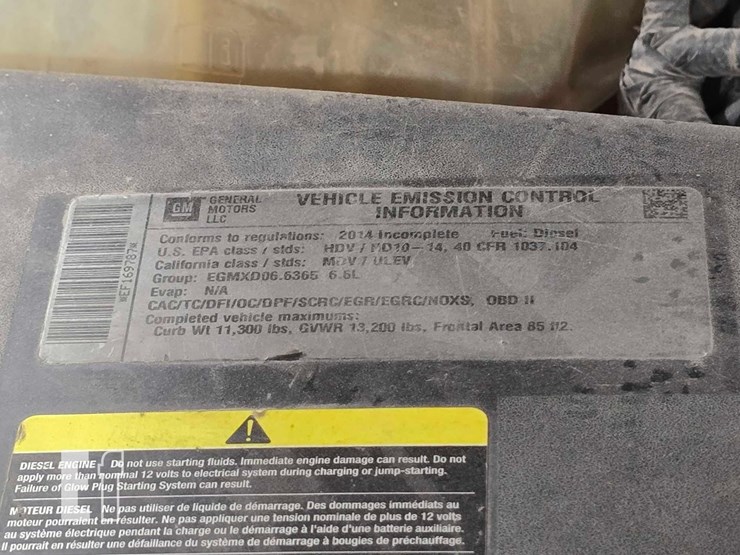 GM GENERAL MOTORS LLC
VEHICLE EMISSION CONTROL
INFORMATION
Conforms to regulations: 2014 Incomplete Fuel: Diesel
U.S. EPA class / stds: HDV / MD10-14, 40 CFR 1037.104
California class / stds: MDV / ULEV
Group: EGMXD06.6365 6.6L
Evap: N/A
CAC/TC/DFI/OC/DPF/SCRC/EGR/EGRC/NOXS, OBD II
Completed vehicle maximums:
Curb Wt 11,300 lbs, GVWR 13,200 lbs, Frontal Area 85 ft2.
WEF169787W
DIESEL ENGINE Do not use starting fluids. Immediate engine damage can result. Do not
apply more than nominal 12 volts to electrical system during charging or jump-starting.
Failure of Glow Plug Starting System can result.
MOTEUR DIESEL Ne pas utiliser de liquide de démarrage. Des dommages immédiats au
moteur pourraient en résulter. Ne pas appliquer une tension nominale de plus de 12 volts
au système électrique pendant la charge ou le démarrage à l'aide d'une batterie auxiliaire.
Il pourrait en résulter une défaillance du système de démarrage à bougies de préchauffage.